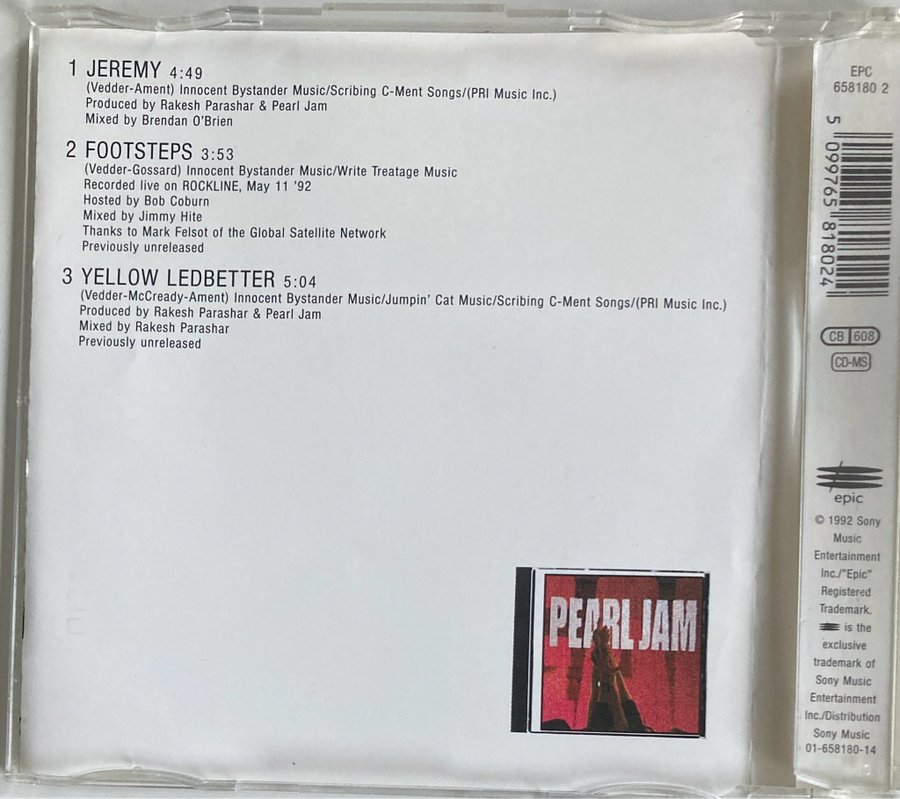 1 JEREMY 4:49
(Vedder-Ament) Innocent Bystander Music/Scribing C-Ment Songs/(PRI Music Inc.)
Produced by Rakesh Parashar & Pearl Jam
Mixed by Brendan O'Brien
2 FOOTSTEPS 3:53
(Vedder-Gossard) Innocent Bystander Music/Write Treatage Music
Recorded live on ROCKLINE, May 11 '92
Hosted by Bob Coburn
Mixed by Jimmy Hite
Thanks to Mark Felsot of the Global Satellite Network
Previously unreleased
3 YELLOW LEDBETTER 5:04
(Vedder-McCready-Ament) Innocent Bystander Music/Jumpin' Cat Music/Scribing C-Ment Songs/(PRI Music Inc.)
Produced by Rakesh Parashar & Pearl Jam
Mixed by Rakesh Parashar
Previously unreleased
PEARL JAM
EPC
658180 2
5 099765 818024
CB 608
CD-MS
epic
© 1992 Sony
Music
Entertainment
Inc./"Epic"
Registered
Trademark.
is the
exclusive
trademark of
Sony Music
Entertainment
Inc./Distribution
Sony Music
01-658180-14